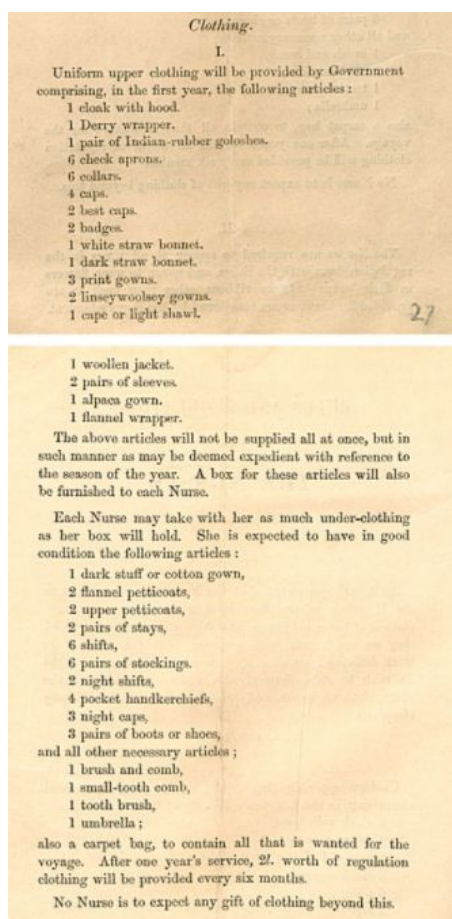 Clothing.
I.
Uniform upper clothing will be provided by Government
comprising, in the first year, the following articles :
1 cloak with hood.
1 Derry wrapper.
1 pair of Indian-rubber goloshes.
6 check aprons.
6 collars.
4 caps.
2 best caps.
2 badges.
1 white straw bonnet.
1 dark straw bonnet.
3 print gowns.
2 linseywoolsey gowns.
1 cape or light shawl.
27
1 woollen jacket.
2 pairs of sleeves.
1 alpaca gown.
1 flannel wrapper.
The above articles will not be supplied all at once, but in
such manner as may be deemed expedient with reference to
the season of the year. A box for these articles will also
be furnished to each Nurse.
Each Nurse may take with her as much under-clothing
as her box will hold. She is expected to have in good
condition the following articles :
1 dark stuff or cotton gown,
2 flannel petticoats,
2 upper petticoats,
2 pairs of stays,
6 shifts,
6 pairs of stockings.
2 night shifts,
4 pocket handkerchiefs,
3 night caps,
3 pairs of boots or shoes,
and all other necessary articles ;
1 brush and comb,
1 small-tooth comb,
1 tooth brush,
1 umbrella ;
also a carpet bag, to contain all that is wanted for the
voyage. After one year's service, 2l. worth of regulation
clothing will be provided every six months.
No Nurse is to expect any gift of clothing beyond this.